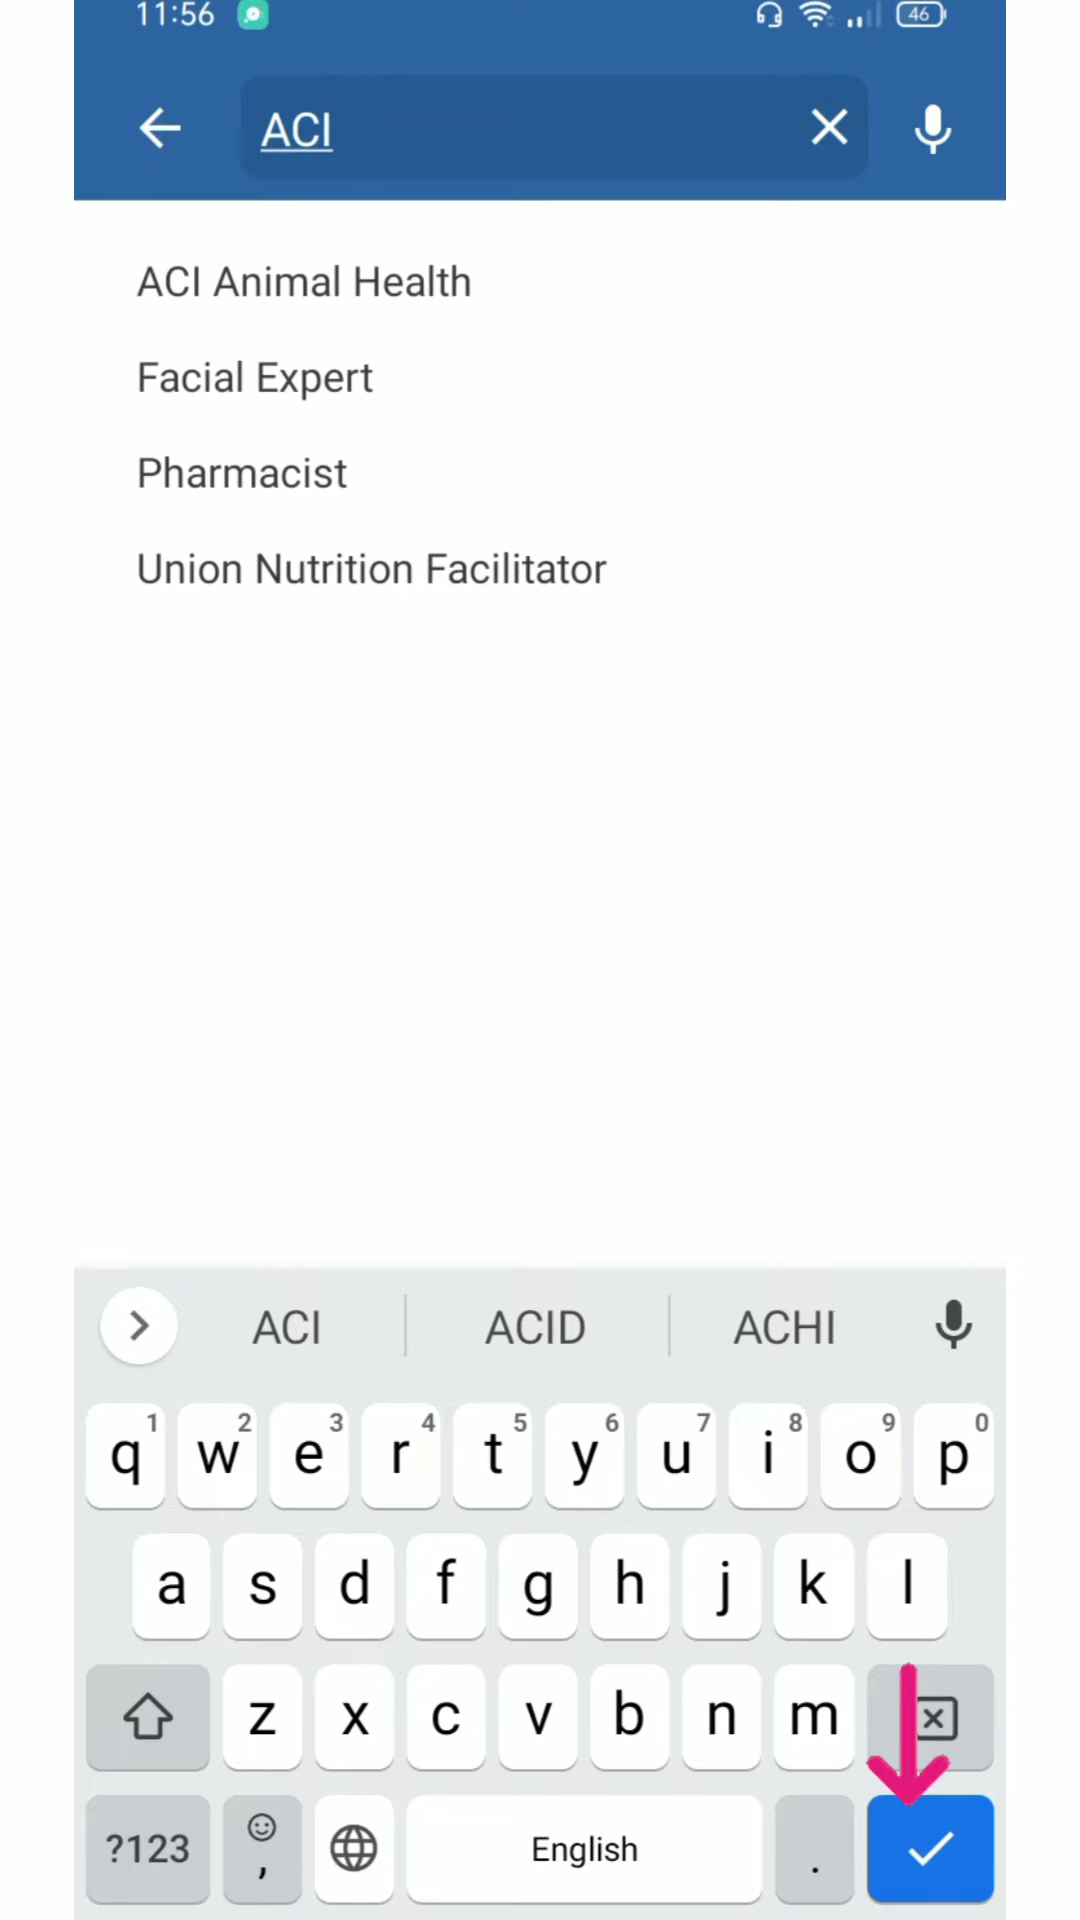 11:56 46
ACI
ACI Animal Health
Facial Expert
Pharmacist
Union Nutrition Facilitator
ACI ACID ACHI
1 2 3 4 5 6 7 8 9 0
q w e r t y u i o p
a s d f g h j k l
z x c v b n m
?123 , English .